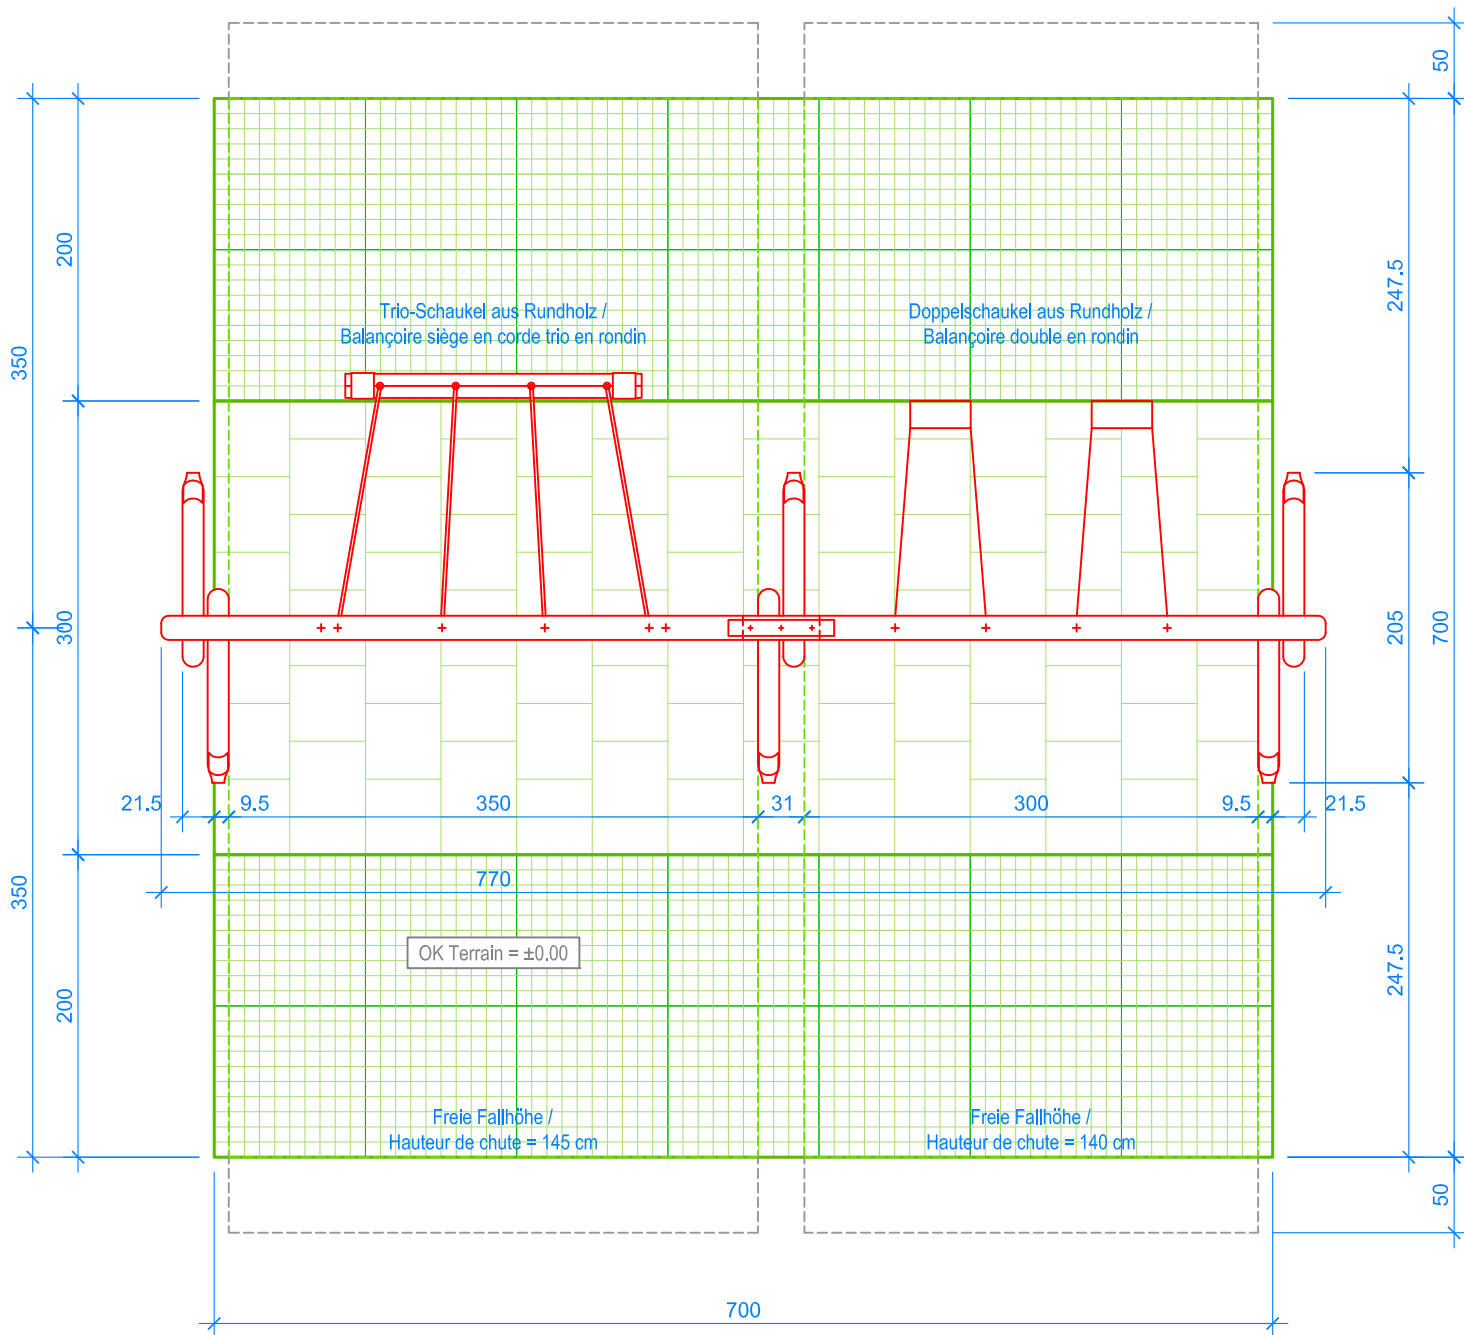 50
200
247.5
Trio-Schaukel aus Rundholz /
Balançoire siège en corde trio en rondin
Doppelschaukel aus Rundholz /
Balançoire double en rondin
350
300
205
700
21.5
9.5
350
31
300
9.5
21.5
770
350
OK Terrain = ±0.00
247.5
200
Freie Fallhöhe /
Hauteur de chute = 145 cm
Freie Fallhöhe /
Hauteur de chute = 140 cm
50
700